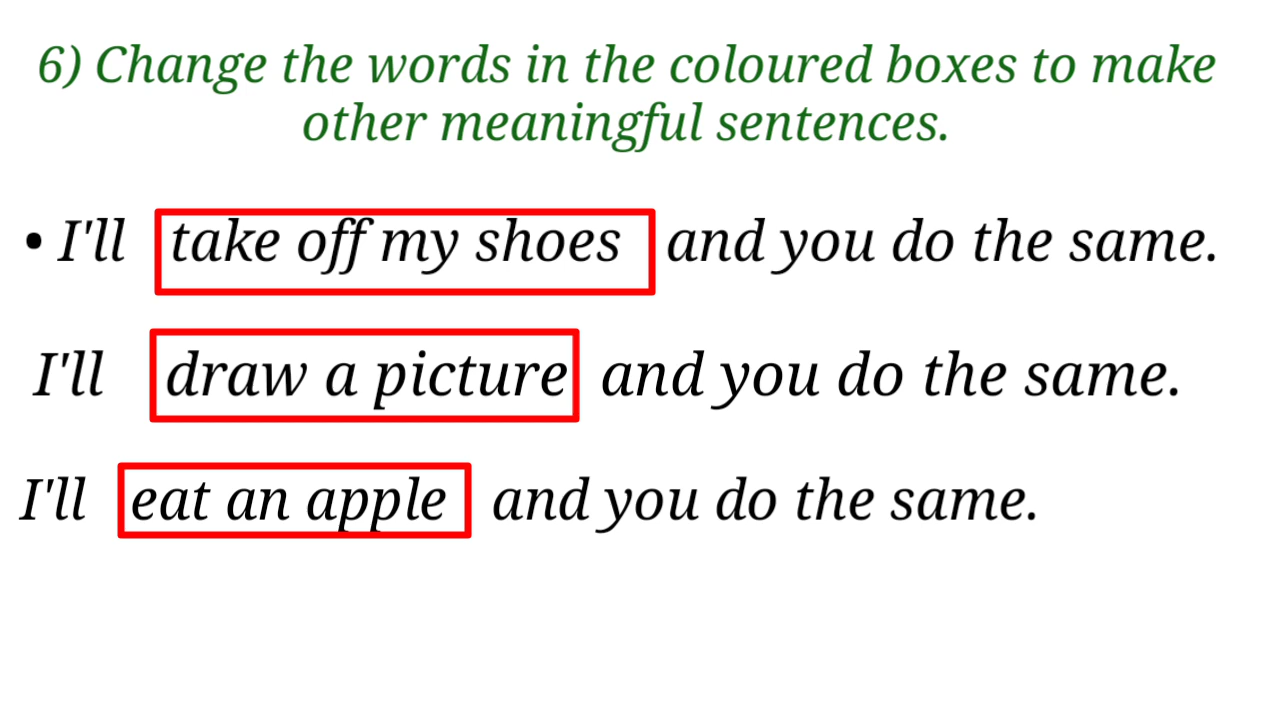 6) Change the words in the coloured boxes to make
other meaningful sentences.
• I'll take off my shoes and you do the same.
I'll draw a picture and you do the same.
I'll eat an apple and you do the same.